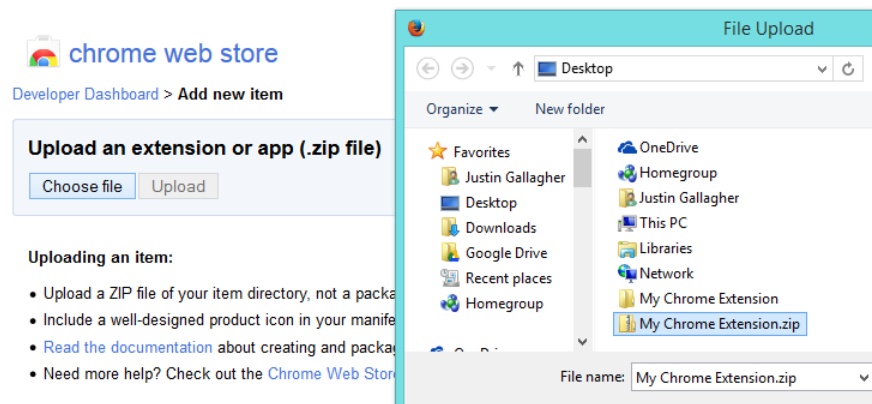 chrome web store
Developer Dashboard > Add new item
Upload an extension or app (.zip file)
Choose file
Upload
Uploading an item:
• Upload a ZIP file of your item directory, not a packa
• Include a well-designed product icon in your manife
• Read the documentation about creating and packag
• Need more help? Check out the Chrome Web Store
File Upload
Desktop
Organize
New folder
Favorites
Justin Gallagher
Desktop
Downloads
Google Drive
Recent places
Homegroup
OneDrive
Homegroup
Justin Gallagher
This PC
Libraries
Network
My Chrome Extension
My Chrome Extension.zip
File name: My Chrome Extension.zip